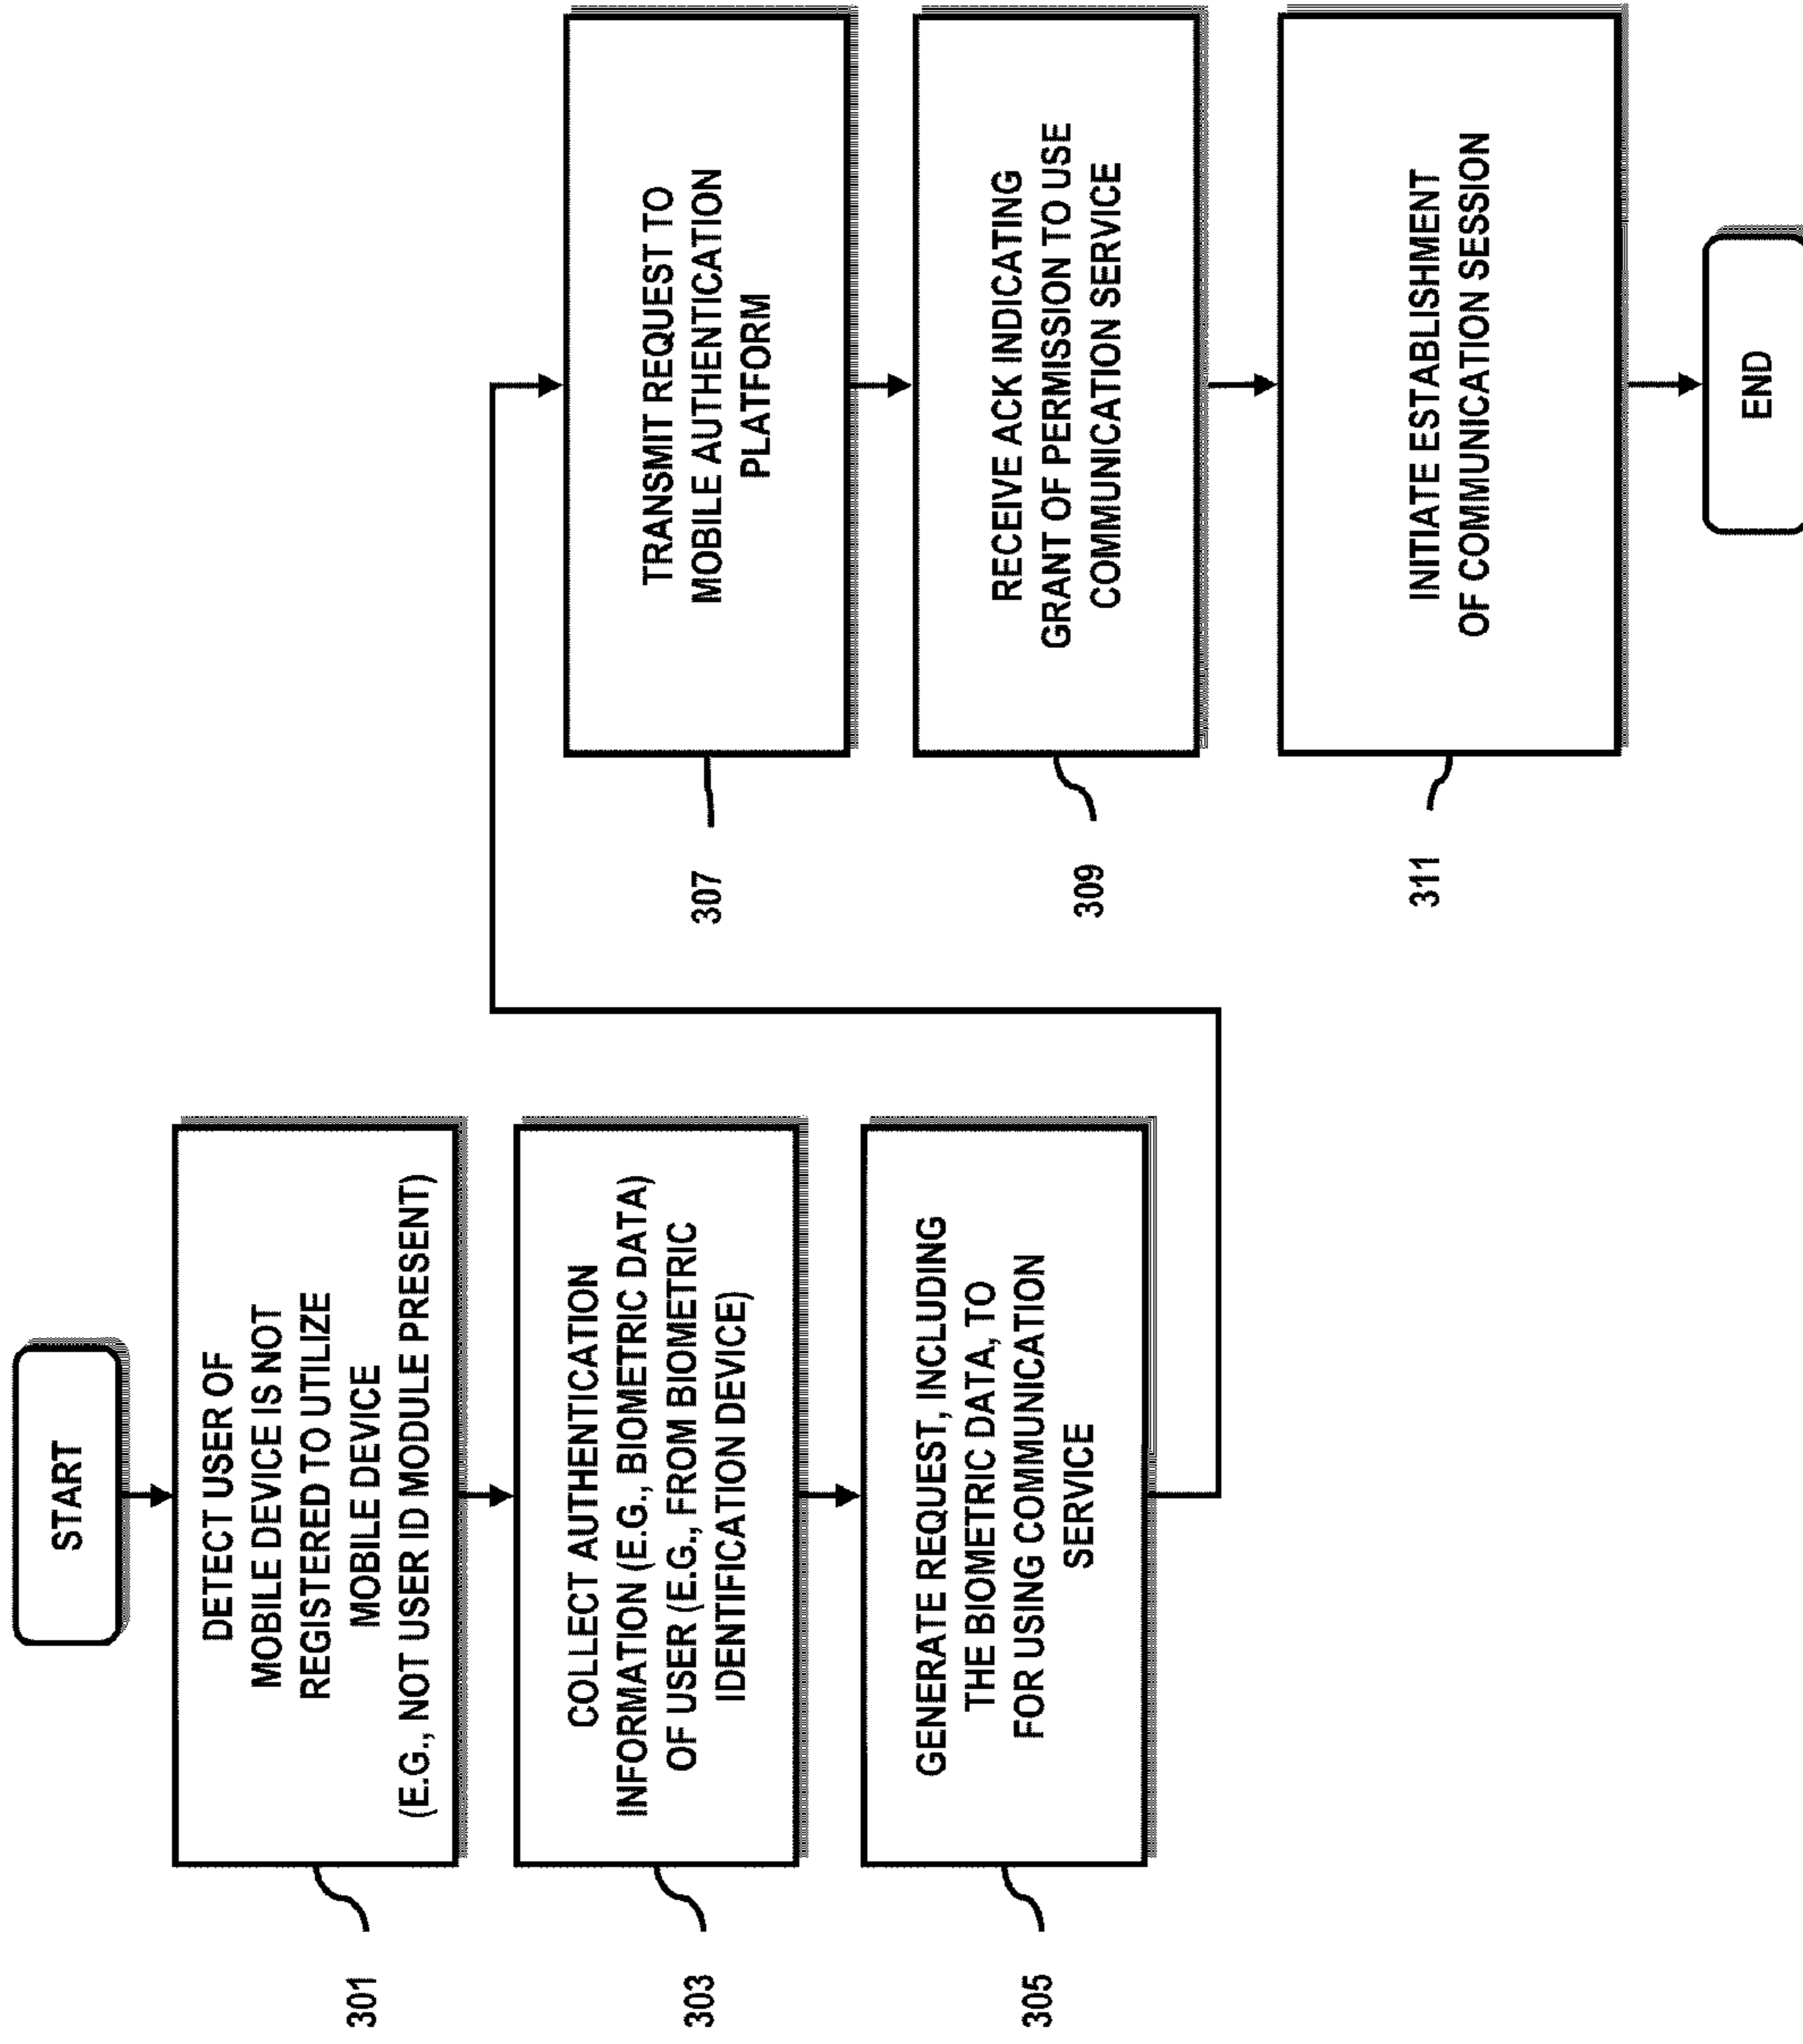 START
DETECT USER OF
MOBILE DEVICE IS NOT
REGISTERED TO UTILIZE
MOBILE DEVICE
(E.G., NOT USER ID MODULE PRESENT)
301
COLLECT AUTHENTICATION
INFORMATION (E.G., BIOMETRIC DATA)
OF USER (E.G., FROM BIOMETRIC
IDENTIFICATION DEVICE)
303
GENERATE REQUEST, INCLUDING
THE BIOMETRIC DATA, TO
FOR USING COMMUNICATION
SERVICE
305
TRANSMIT REQUEST TO
MOBILE AUTHENTICATION
PLATFORM
307
RECEIVE ACK INDICATING
GRANT OF PERMISSION TO USE
COMMUNICATION SERVICE
309
INITIATE ESTABLISHMENT
OF COMMUNICATION SESSION
311
END